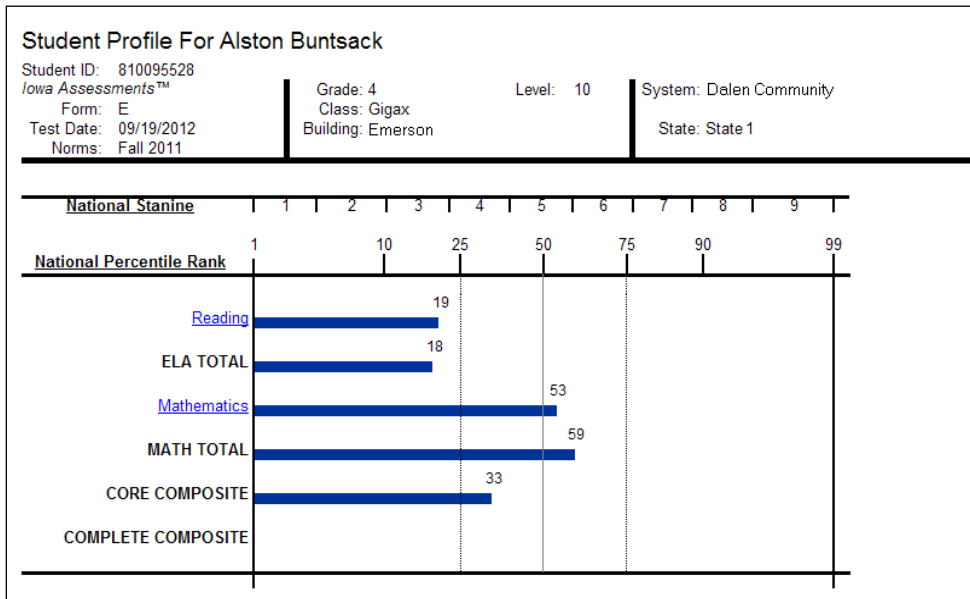 Student Profile For Alston Buntsack
Student ID: 810095528
Iowa Assessments™
Form: E
Test Date: 09/19/2012
Norms: Fall 2011
Grade: 4
Class: Gigax
Building: Emerson
Level: 10
System: Dalen Community
State: State 1
National Stanine 1 2 3 4 5 6 7 8 9
1 10 25 50 75 90 99
National Percentile Rank
19
Reading
18
ELA TOTAL
53
Mathematics
59
MATH TOTAL
33
CORE COMPOSITE
COMPLETE COMPOSITE